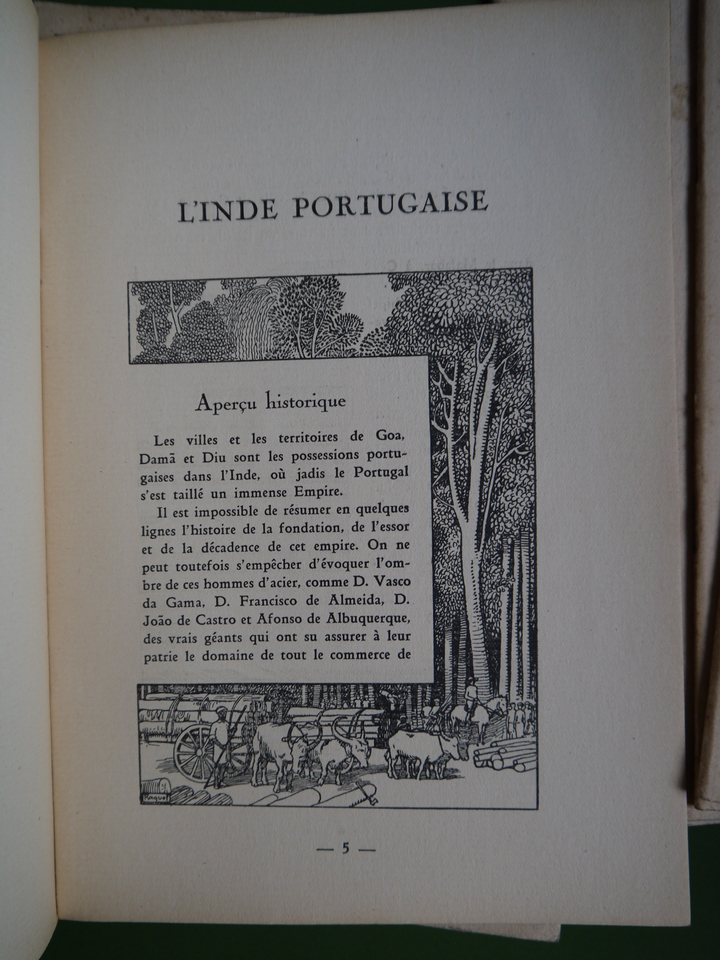 L'INDE PORTUGAISE
Aperçu historique
Les villes et les territoires de Goa,
Damã et Diu sont les possessions portu-
gaises dans l'Inde, où jadis le Portugal
s'est taillé un immense Empire.
Il est impossible de résumer en quelques
lignes l'histoire de la fondation, de l'essor
et de la décadence de cet empire. On ne
peut toutefois s'empêcher d'évoquer l'om-
bre de ces hommes d'acier, comme D. Vasco
da Gama, D. Francisco de Almeida, D.
João de Castro et Afonso de Albuquerque,
des vrais géants qui ont su assurer à leur
patrie le domaine de tout le commerce de
— 5 —